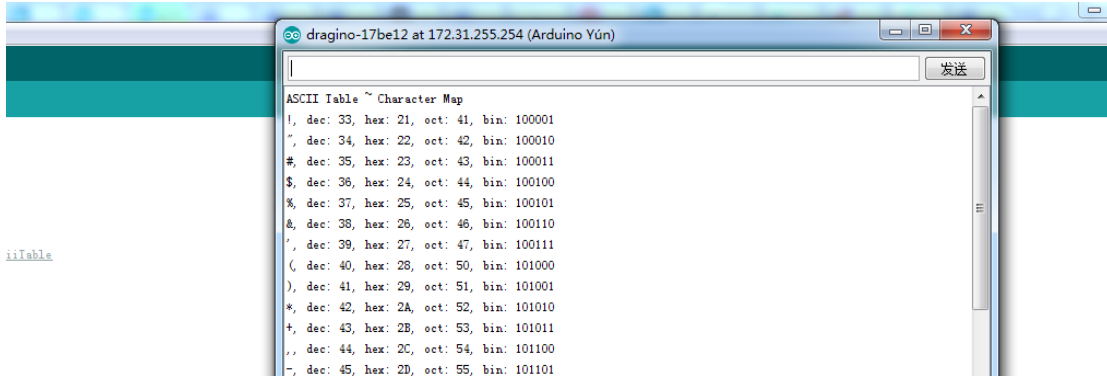 dragino-17be12 at 172.31.255.254 (Arduino Yún)
发送
ASCII Table ~ Character Map
!, dec: 33, hex: 21, oct: 41, bin: 100001
", dec: 34, hex: 22, oct: 42, bin: 100010
#, dec: 35, hex: 23, oct: 43, bin: 100011
$, dec: 36, hex: 24, oct: 44, bin: 100100
%, dec: 37, hex: 25, oct: 45, bin: 100101
&, dec: 38, hex: 26, oct: 46, bin: 100110
', dec: 39, hex: 27, oct: 47, bin: 100111
(, dec: 40, hex: 28, oct: 50, bin: 101000
), dec: 41, hex: 29, oct: 51, bin: 101001
*, dec: 42, hex: 2A, oct: 52, bin: 101010
+, dec: 43, hex: 2B, oct: 53, bin: 101011
,, dec: 44, hex: 2C, oct: 54, bin: 101100
-, dec: 45, hex: 2D, oct: 55, bin: 101101
iiTable